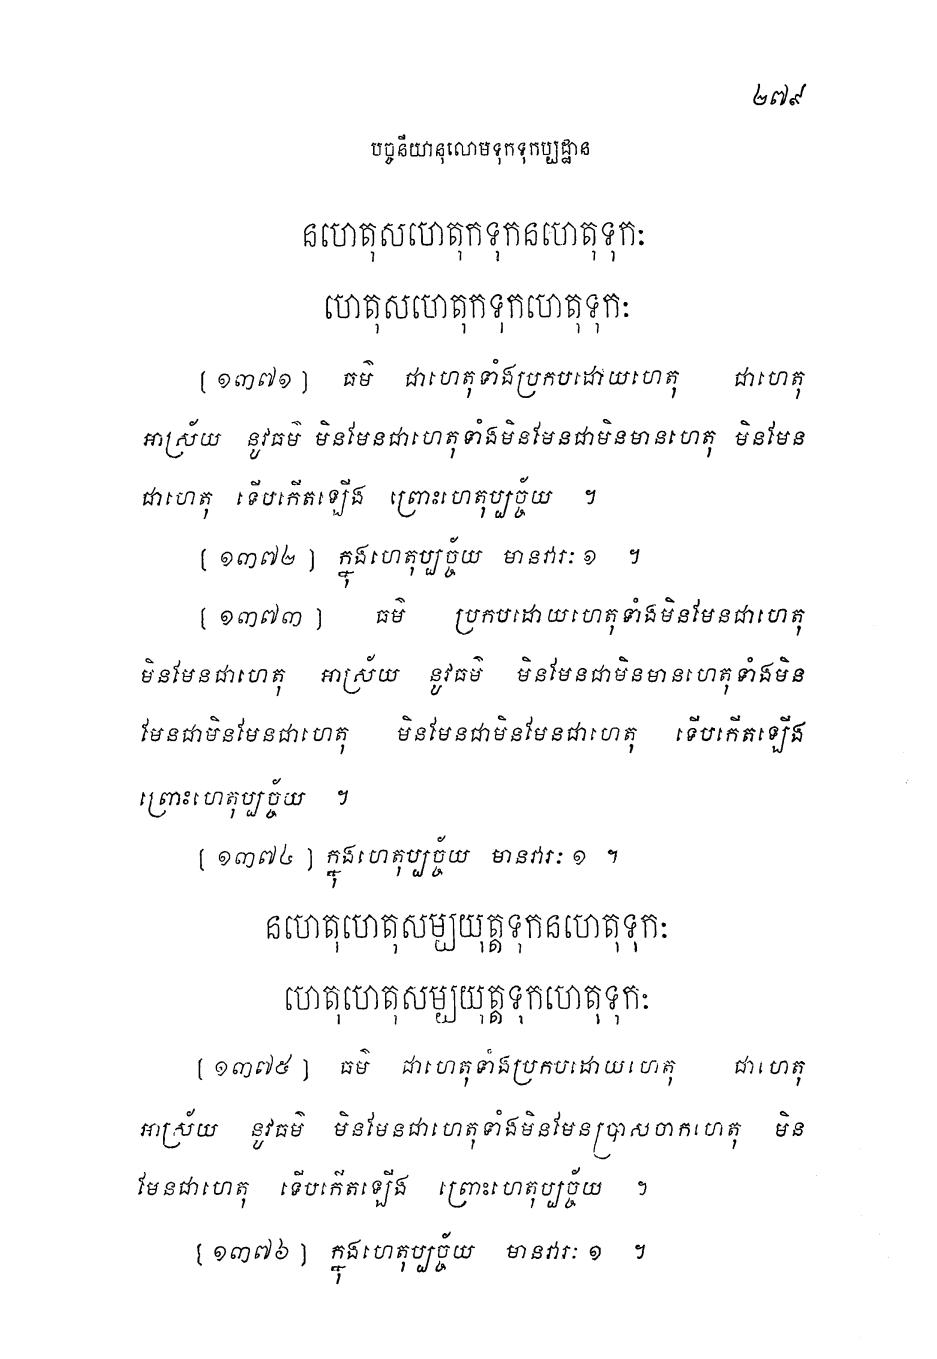 ២៧៩
បច្ចនីយានុលោមទុកទុកប្បដ្ឋាន
នហេតុសហេតុកទុកនហេតុទុកៈ
ហេតុសហេតុកទុកហេតុទុកៈ
[ ១៣៧១ ] ធម៌ ជាហេតុទាំងប្រកបដោយហេតុ ជាហេតុ
អាស្រ័យ នូវធម៌ មិនមែនជាហេតុទាំងមិនមែនជាមិនមានហេតុ មិនមែន
ជាហេតុ ទើបកើតឡើង ព្រោះហេតុប្បច្ច័យ ។
[ ១៣៧២ ] ក្នុងហេតុប្បច្ច័យ មានវារៈ ១ ។
[ ១៣៧៣ ] ធម៌ ប្រកបដោយហេតុទាំងមិនមែនជាហេតុ
មិនមែនជាហេតុ អាស្រ័យ នូវធម៌ មិនមែនជាមិនមានហេតុទាំងមិន
មែនជាមិនមែនជាហេតុ មិនមែនជាមិនមែនជាហេតុ ទើបកើតឡើង
ព្រោះហេតុប្បច្ច័យ ។
[ ១៣៧៤ ] ក្នុងហេតុប្បច្ច័យ មានវារៈ ១ ។
នហេតុហេតុសម្បយុត្តទុកនហេតុទុកៈ
ហេតុហេតុសម្បយុត្តទុកហេតុទុកៈ
[ ១៣៧៥ ] ធម៌ ជាហេតុទាំងប្រកបដោយហេតុ ជាហេតុ
អាស្រ័យ នូវធម៌ មិនមែនជាហេតុទាំងមិនមែនប្រាសចាកហេតុ មិន
មែនជាហេតុ ទើបកើតឡើង ព្រោះហេតុប្បច្ច័យ ។
[ ១៣៧៦ ] ក្នុងហេតុប្បច្ច័យ មានវារៈ ១ ។